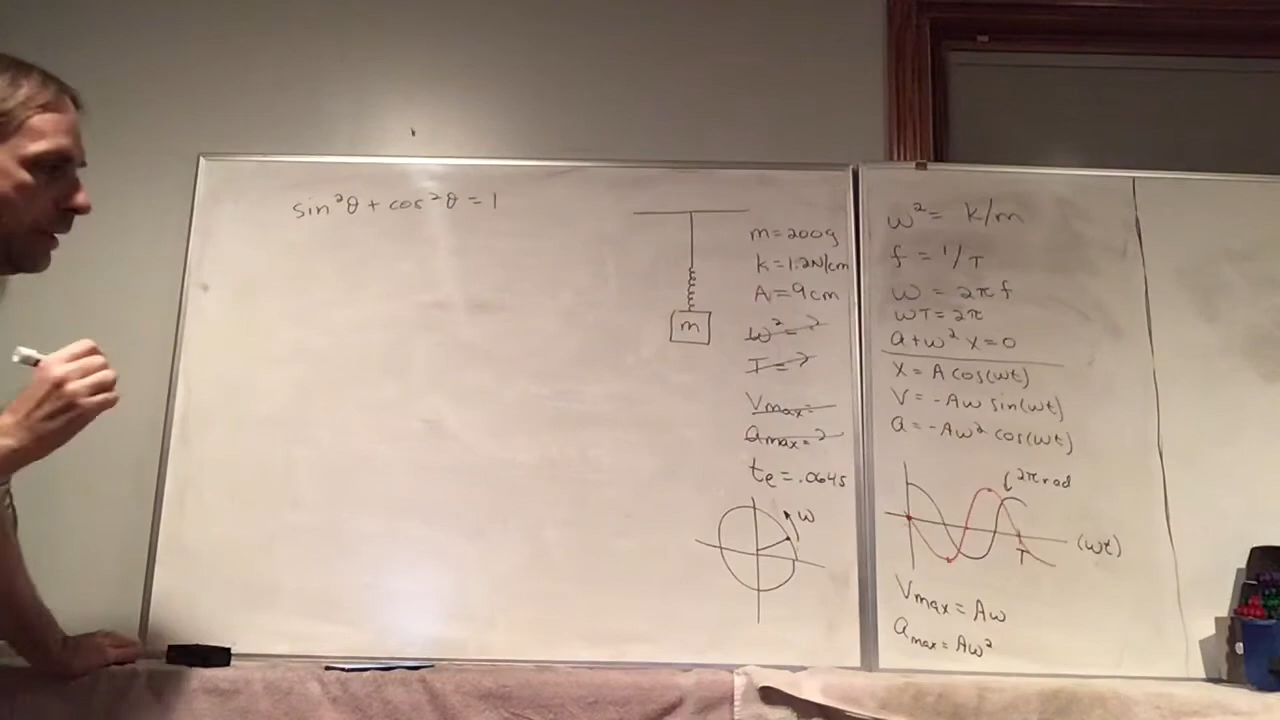 sin²θ + cos²θ = 1
m
m=200g
k=1.2N/cm
A=9cm
ω²=?
T=?
Vmax=
amax=?
te=.064s
ω
ω²= k/m
f = 1/T
ω = 2πf
ωT=2π
a+ω²x=0
x = A cos(ωt)
V = -Aω sin(ωt)
a = -Aω² cos(ωt)
2π rad
(ωt)
T
Vmax = Aω
amax = Aω²